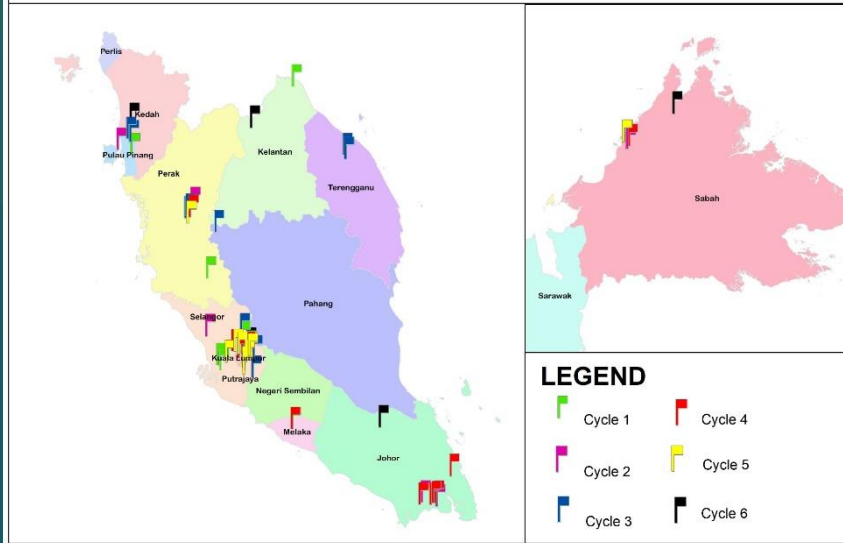 Perlis
Kedah
Pulau Pinang
Perak
Kelantan
Terengganu
Pahang
Selangor
Kuala Lumpur
Putrajaya
Negeri Sembilan
Melaka
Johor
Sabah
Sarawak
LEGEND
Cycle 1
Cycle 4
Cycle 2
Cycle 5
Cycle 3
Cycle 6